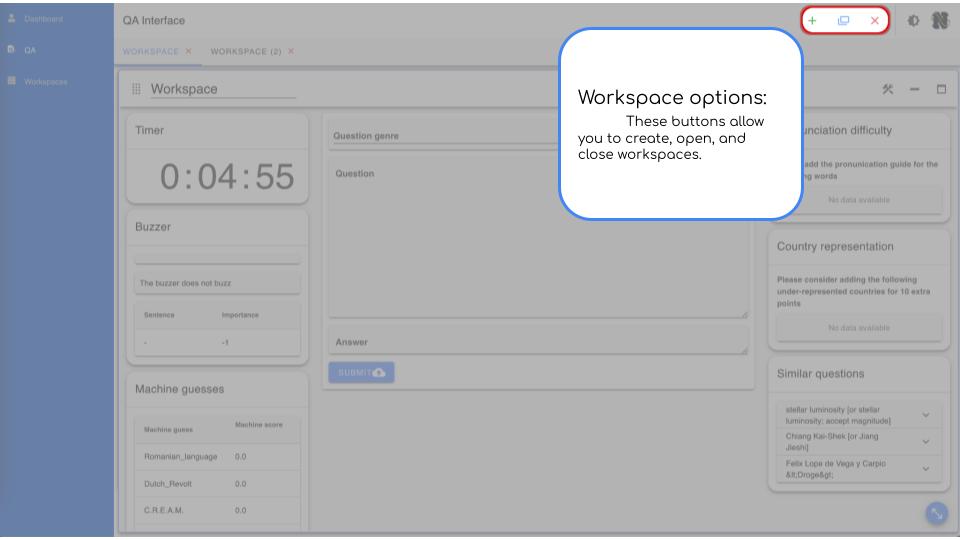 Dashboard
QA Interface
QA
WORKSPACE
WORKSPACE (2)
Workspaces
Workspace
Workspace options:
These buttons allow
you to create, open, and
close workspaces.
Timer
0:04:55
Buzzer
The buzzer does not buzz
Sentence Importance
- -1
Machine guesses
Machine guess Machine score
Romanian_language 0.0
Dutch_Revolt 0.0
C.R.E.A.M. 0.0
Question genre
Question
Answer
SUBMIT
nunciation difficulty
add the pronunication guide for the
ng words
No data available
Country representation
Please consider adding the following
under-represented countries for 10 extra
points
No data available
Similar questions
stellar luminosity [or stellar
luminosity; accept magnitude]
Chiang Kai-Shek [or Jiang
Jieshi]
Felix Lope de Vega y Carpio
&lt;Droge&gt;